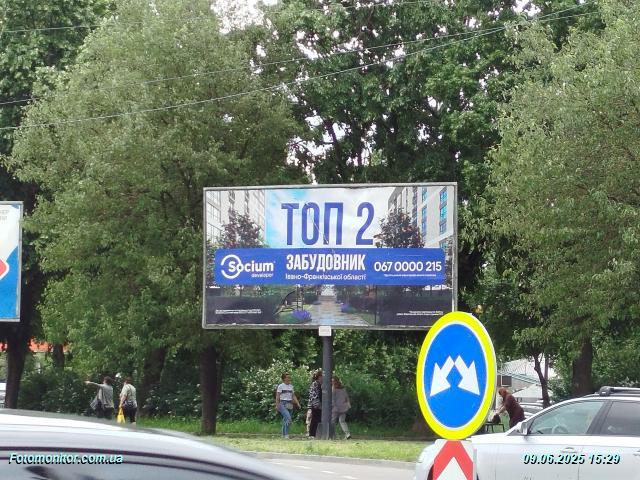 ТОП 2
Socium
developer
ЗАБУДОВНИК
Івано-Франківської області
067 0000 215
Fotomonitor.com.ua
09.06.2025 15:29